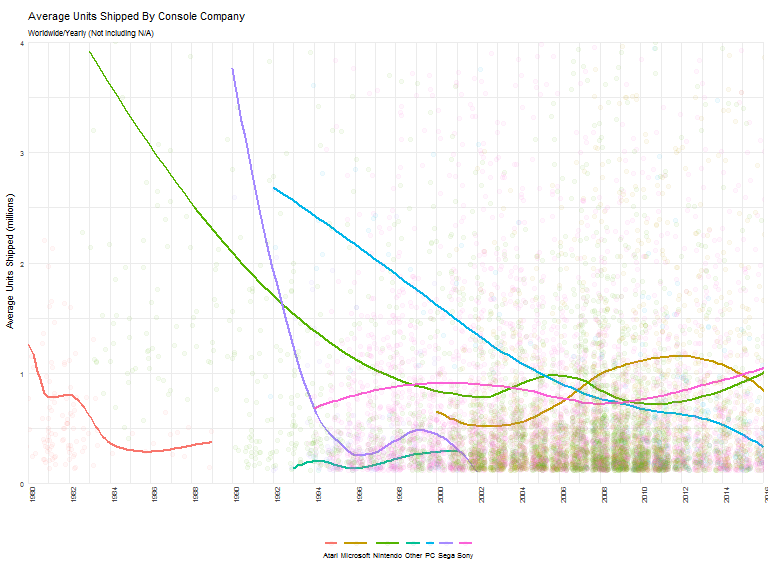 Average Units Shipped By Console Company
Worldwide/Yearly (Not Including N/A)
Average Units Shipped (millions)
4
3
2
1
0
1980 1982 1984 1986 1988 1990 1992 1994 1996 1998 2000 2002 2004 2006 2008 2010 2012 2014 2016
Atari Microsoft Nintendo Other PC Sega Sony